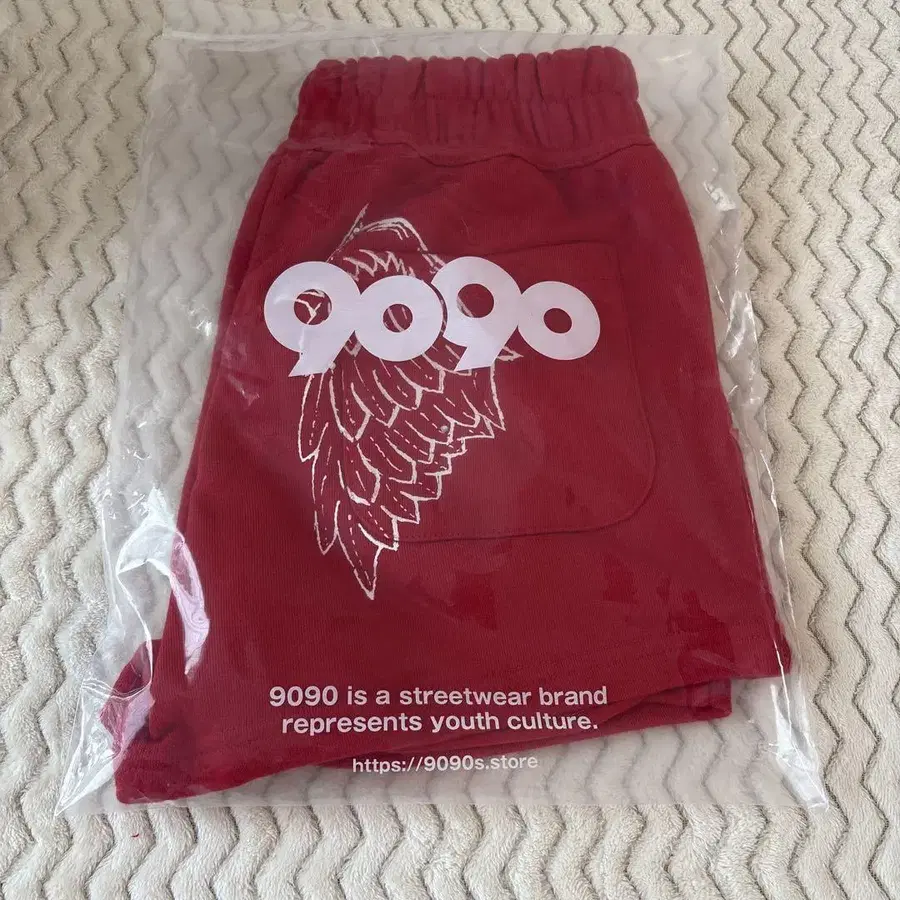 9090
9090 is a streetwear brand
represents youth culture.
https://9090s.store